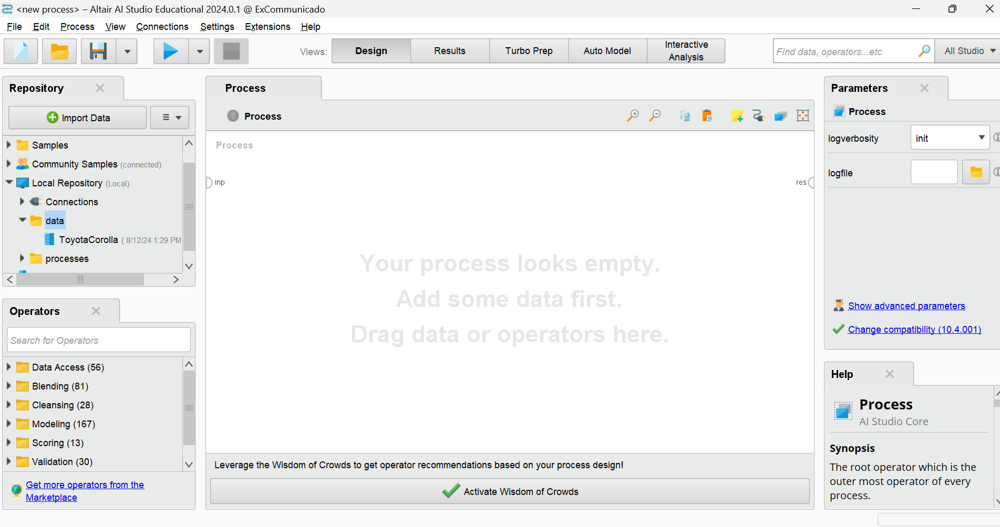 <new process> – Altair AI Studio Educational 2024.0.1 @ ExCommunicado
File Edit Process View Connections Settings Extensions Help
Views: Design Results Turbo Prep Auto Model Interactive Analysis
Find data, operators...etc All Studio
Repository
Import Data
Samples
Community Samples (connected)
Local Repository (Local)
Connections
data
ToyotaCorolla ( 8/12/24 1:29 PM
processes
Operators
Search for Operators
Data Access (56)
Blending (81)
Cleansing (28)
Modeling (167)
Scoring (13)
Validation (30)
Get more operators from the
Marketplace
Process
Process
Process
inp
res
Your process looks empty.
Add some data first.
Drag data or operators here.
Leverage the Wisdom of Crowds to get operator recommendations based on your process design!
Activate Wisdom of Crowds
Parameters
Process
logverbosity init
logfile
Show advanced parameters
Change compatibility (10.4.001)
Help
Process
AI Studio Core
Synopsis
The root operator which is the
outer most operator of every
process.